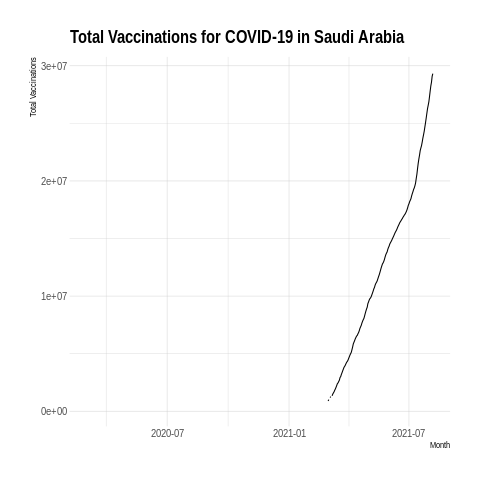 Total Vaccinations for COVID-19 in Saudi Arabia
Total Vaccinations
3e+07
2e+07
1e+07
0e+00
2020-07
2021-01
2021-07
Month